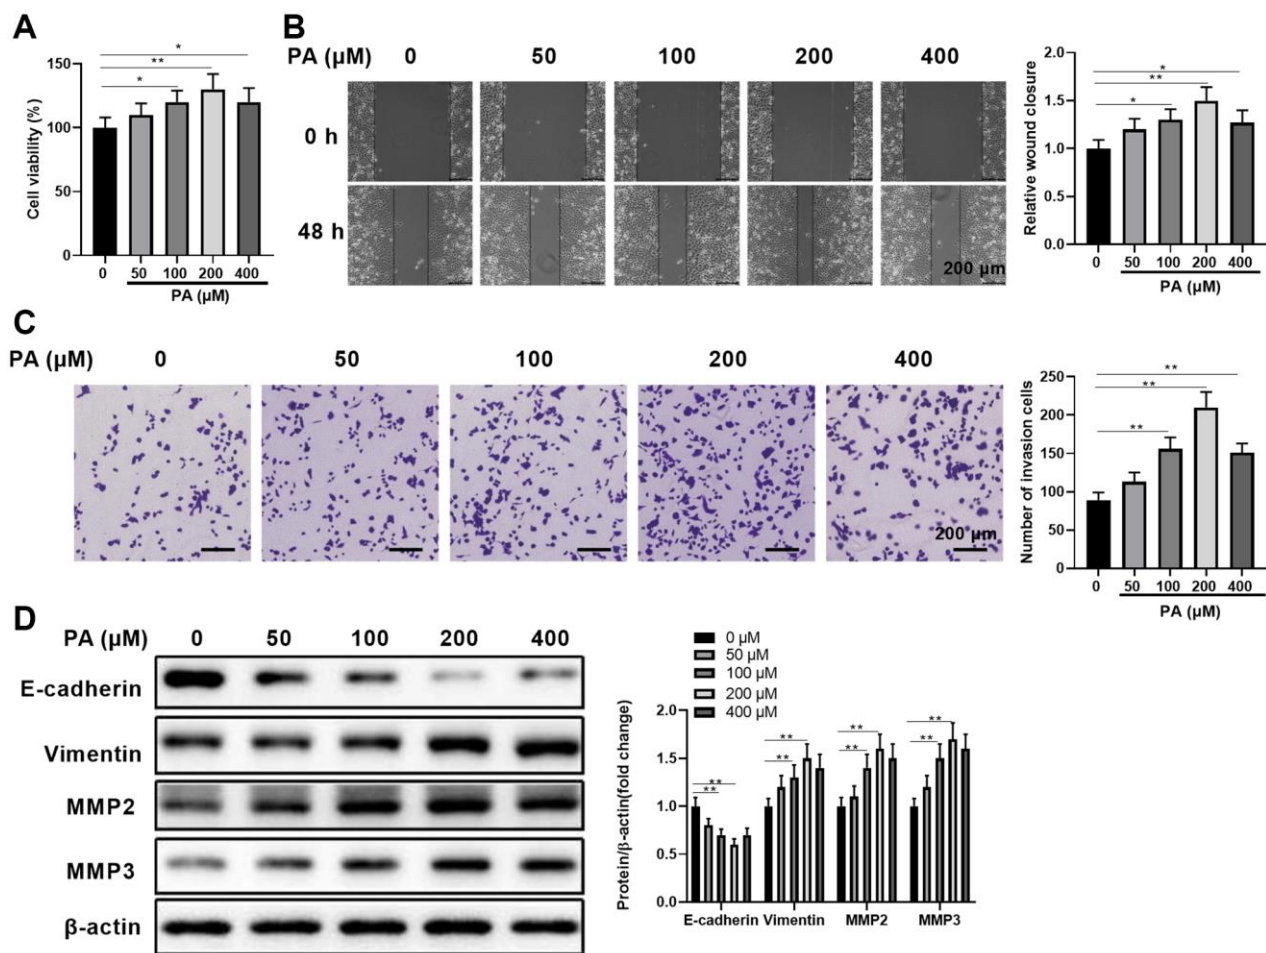 A
Cell viability (%)
200
150
100
50
0
*
**
*
0 50 100 200 400
PA (μM)
B
PA (μM) 0 50 100 200 400
0 h
48 h
200 μm
Relative wound closure
2.0
1.5
1.0
0.5
0.0
*
**
*
0 50 100 200 400
PA (μM)
C
PA (μM) 0 50 100 200 400
200 μm
Number of invasion cells
250
200
150
100
50
0
**
**
**
0 50 100 200 400
PA (μM)
D
PA (μM) 0 50 100 200 400
E-cadherin
Vimentin
MMP2
MMP3
β-actin
0 μM
50 μM
100 μM
200 μM
400 μM
Protein/β-actin(fold change)
2.0
1.5
1.0
0.5
0.0
** ** ** **
** ** ** **
E-cadherin Vimentin MMP2 MMP3